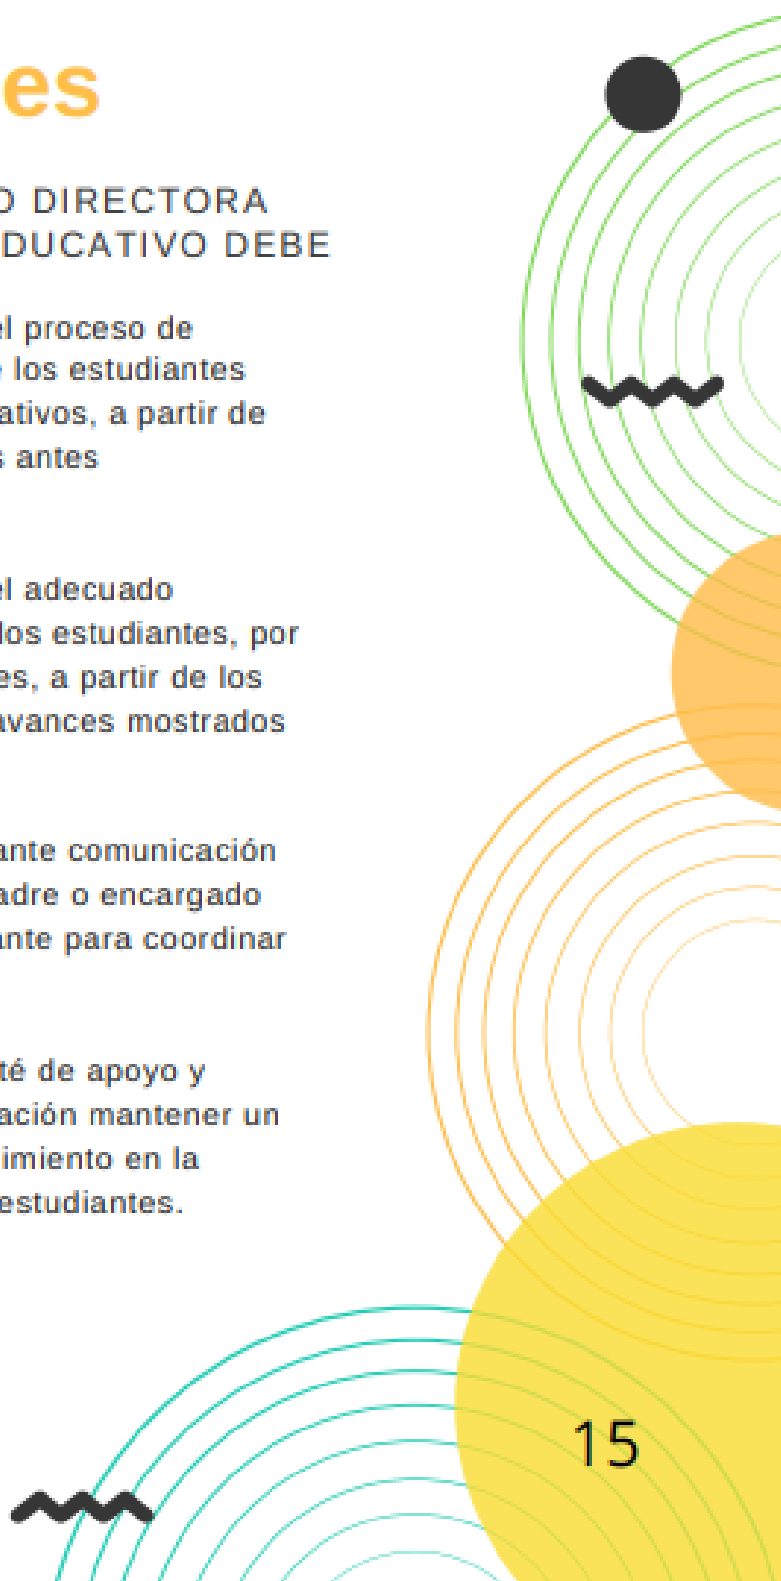 es
O DIRECTORA
EDUCATIVO DEBE
el proceso de
e los estudiantes
ativos, a partir de
s antes
el adecuado
los estudiantes, por
es, a partir de los
avances mostrados
ante comunicación
adre o encargado
ante para coordinar
té de apoyo y
ación mantener un
imiento en la
estudiantes.
15